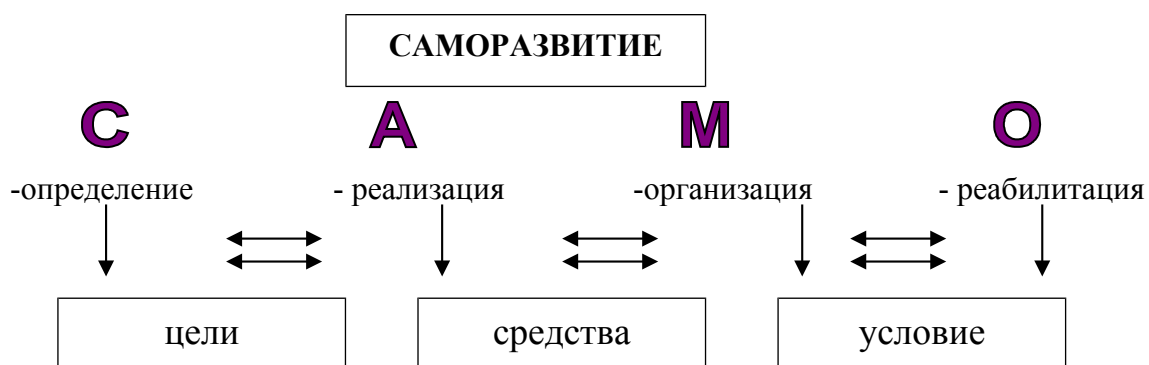 САМОРАЗВИТИЕ
С А М О
-определение - реализация -организация - реабилитация
цели средства условие